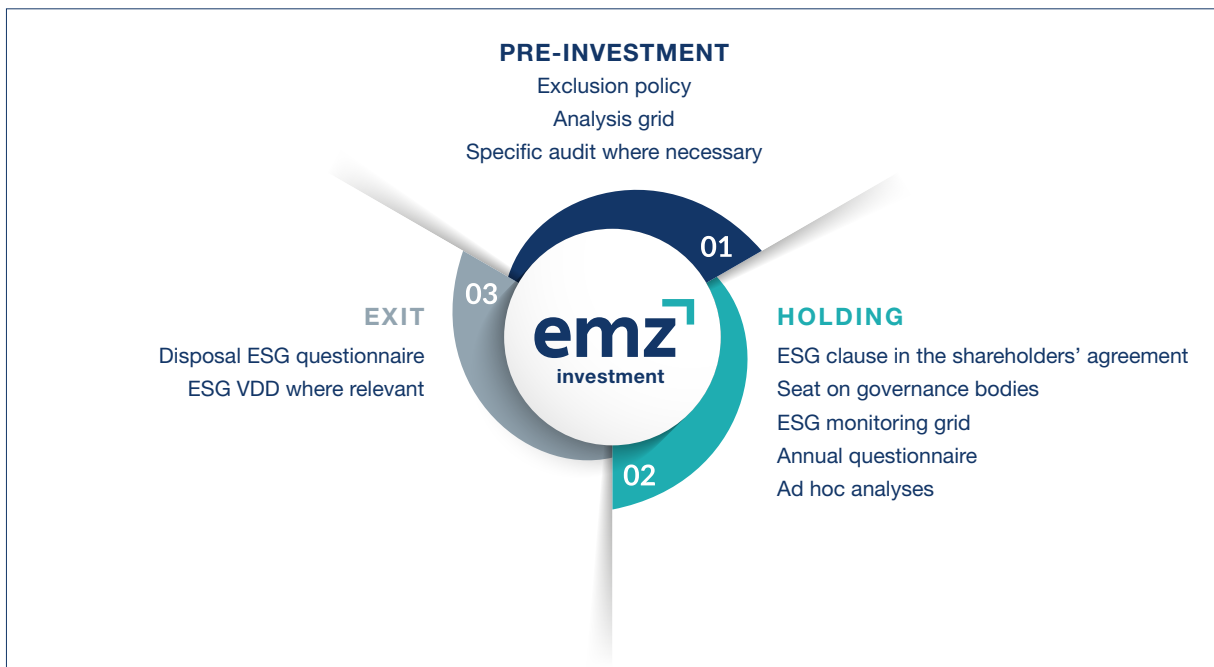 PRE-INVESTMENT
Exclusion policy
Analysis grid
Specific audit where necessary
01
03
emz
investment
EXIT
Disposal ESG questionnaire
ESG VDD where relevant
HOLDING
ESG clause in the shareholders’ agreement
Seat on governance bodies
ESG monitoring grid
Annual questionnaire
Ad hoc analyses
02